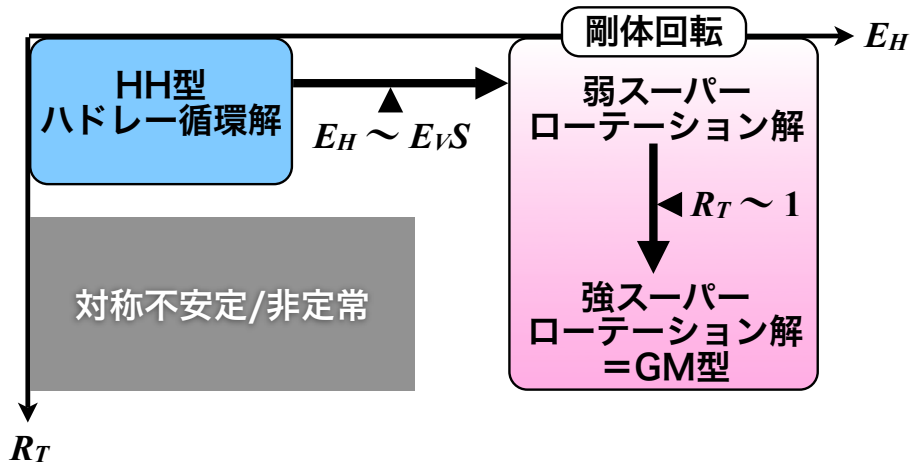 剛体回転
E_H
HH型
ハドレー循環解
E_H ～ E_VS
弱スーパー
ローテーション解
R_T ～ 1
対称不安定/非定常
強スーパー
ローテーション解
＝GM型
R_T